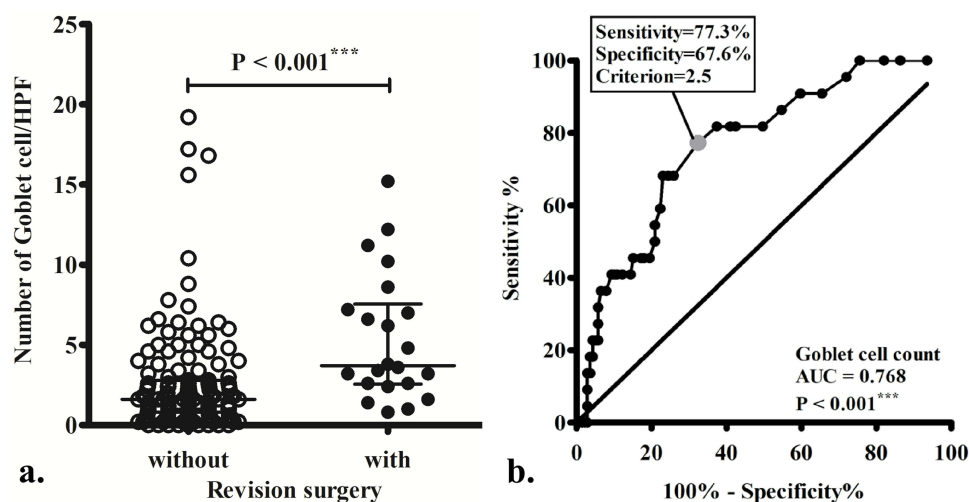 25
20
15
10
5
0
Number of Goblet cell/HPF
P < 0.001***
without
with
Revision surgery
a.
Sensitivity=77.3%
Specificity=67.6%
Criterion=2.5
100
80
60
40
20
0
Sensitivity %
Goblet cell count
AUC = 0.768
P < 0.001***
0
20
40
60
80
100
100% - Specificity%
b.